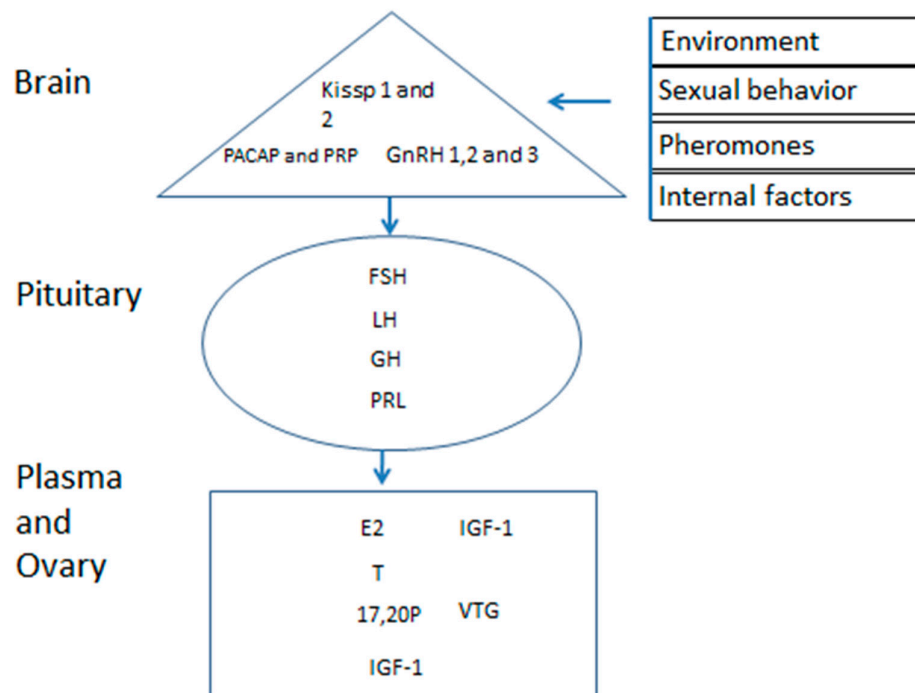 Brain
Kissp 1 and
2
PACAP and PRP
GnRH 1,2 and 3
Environment
Sexual behavior
Pheromones
Internal factors
Pituitary
FSH
LH
GH
PRL
Plasma
and
Ovary
E2
IGF-1
T
17,20P
VTG
IGF-1